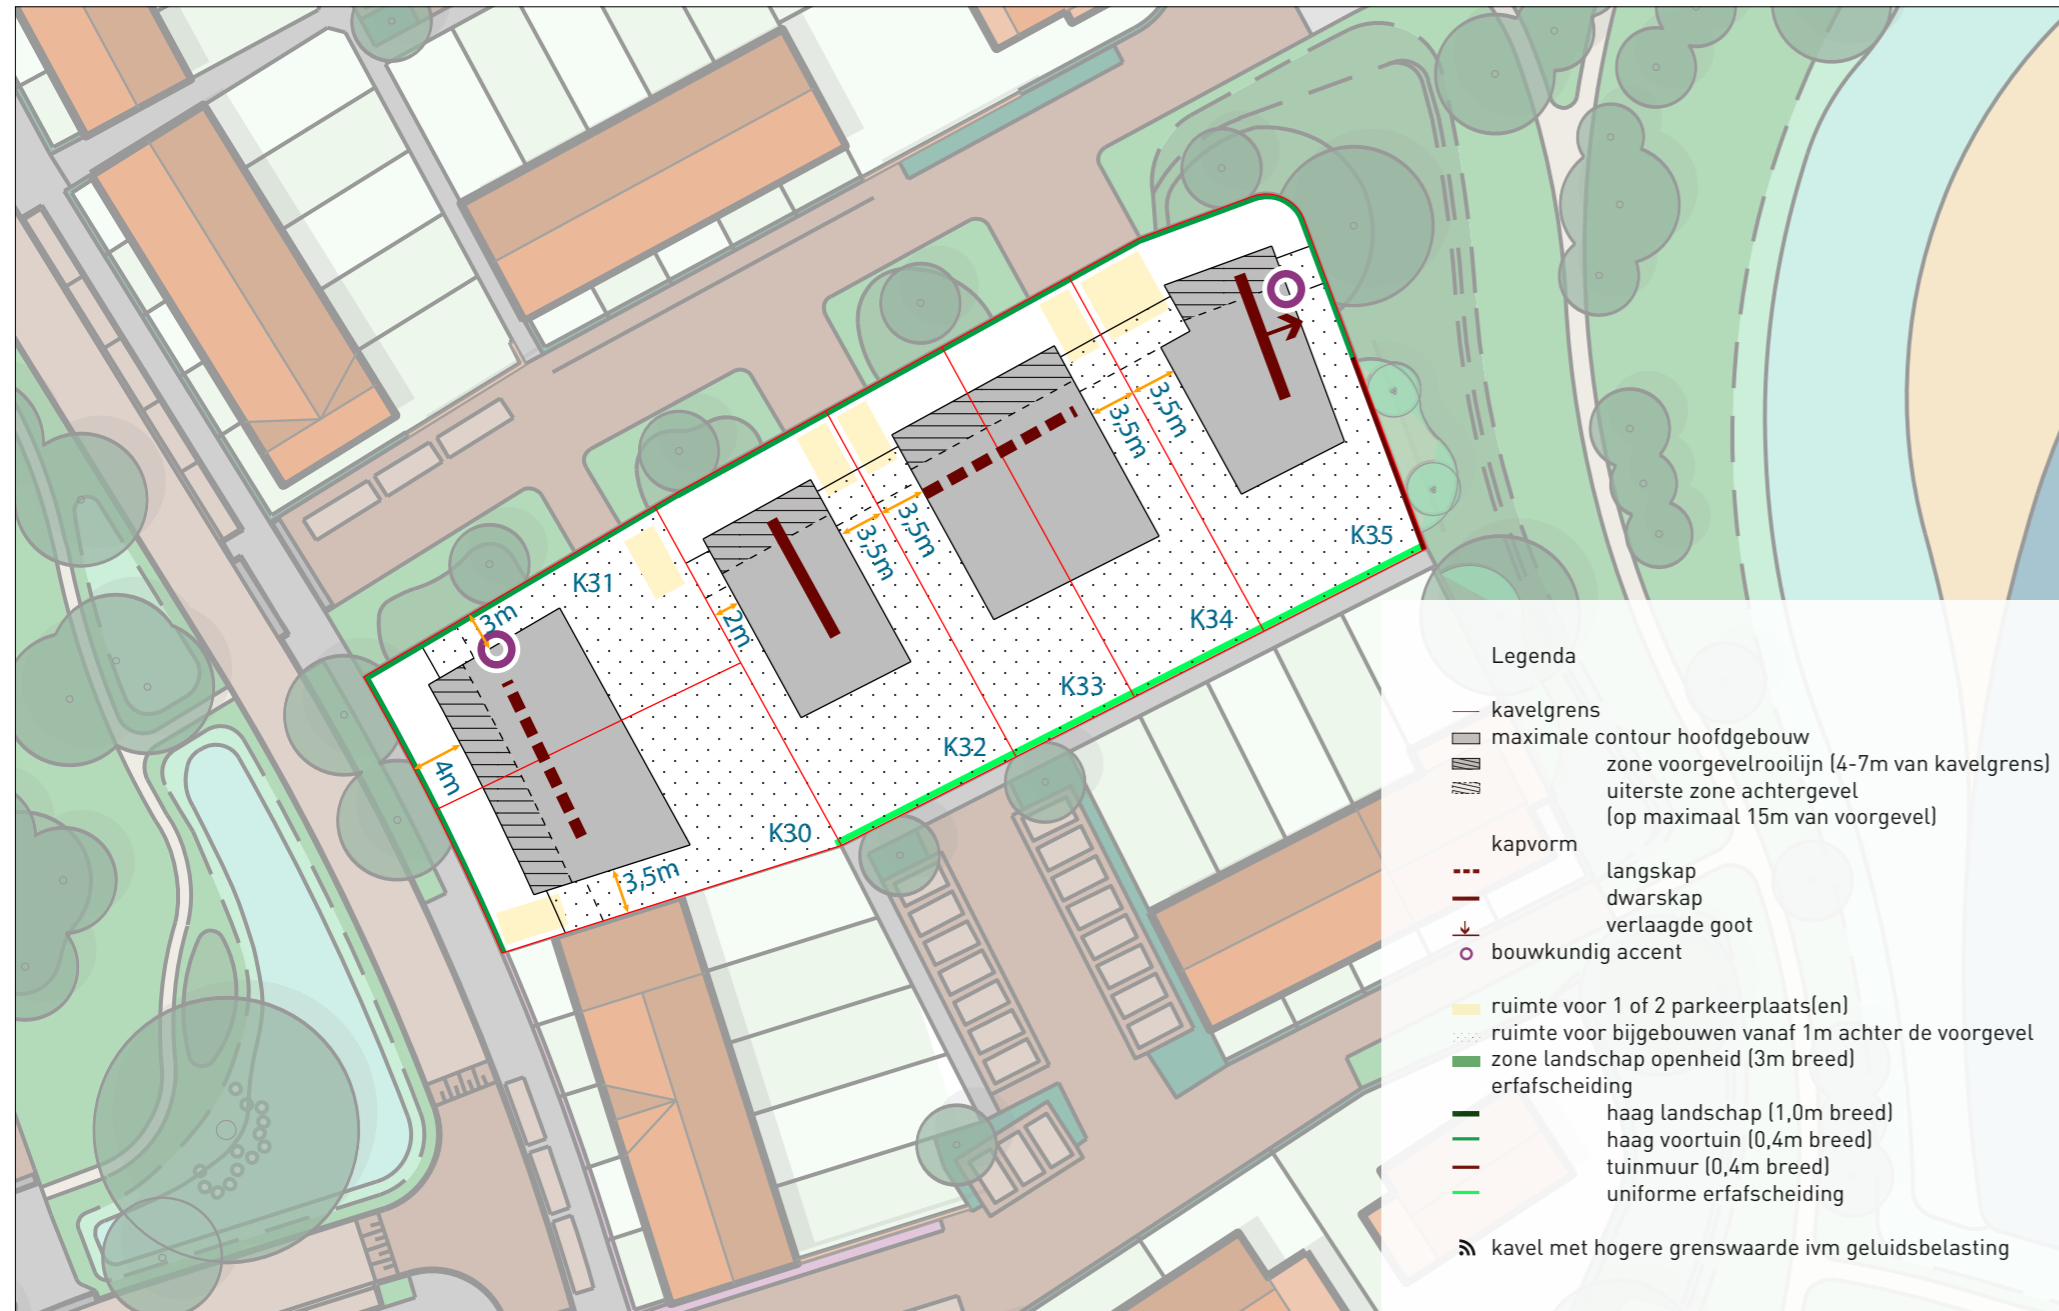 3,5m
3,5m
K35
3,5m
3,5m
K31
3m
2m
K34
K33
K32
4m
K30
3,5m
Legenda
kavelgrens
maximale contour hoofdgebouw
zone voorgevelrooilijn (4-7m van kavelgrens)
uiterste zone achtergevel
(op maximaal 15m van voorgevel)
kapvorm
langskap
dwarskap
verlaagde goot
bouwkundig accent
ruimte voor 1 of 2 parkeerplaats(en)
ruimte voor bijgebouwen vanaf 1m achter de voorgevel
zone landschap openheid (3m breed)
erfafscheiding
haag landschap (1,0m breed)
haag voortuin (0,4m breed)
tuinmuur (0,4m breed)
uniforme erfafscheiding
kavel met hogere grenswaarde ivm geluidsbelasting